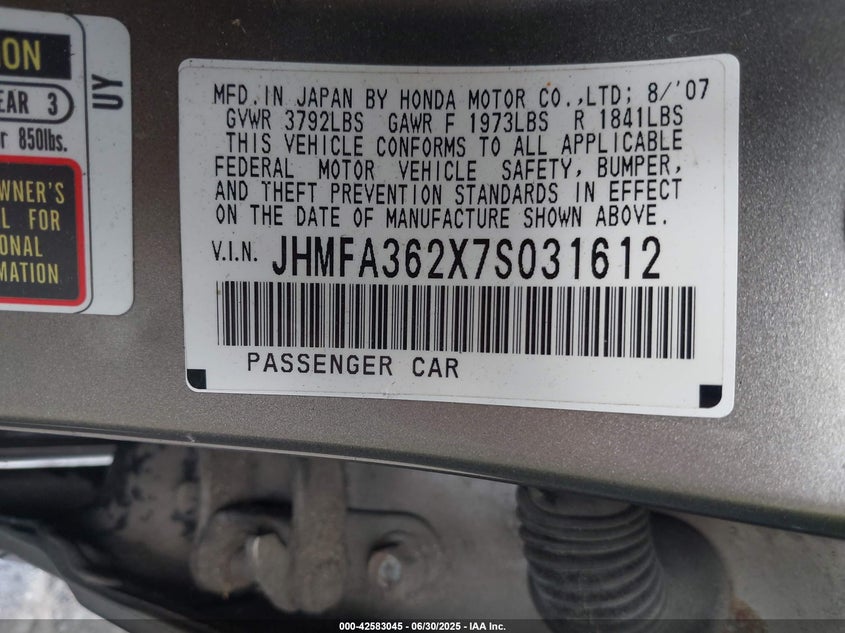 ION
EAR 3
r 850lbs.
UY
WNER'S
L FOR
ONAL
MATION
MFD. IN JAPAN BY HONDA MOTOR CO.,LTD; 8/'07
GVWR 3792LBS GAWR F 1973LBS R 1841LBS
THIS VEHICLE CONFORMS TO ALL APPLICABLE
FEDERAL MOTOR VEHICLE SAFETY, BUMPER,
AND THEFT PREVENTION STANDARDS IN EFFECT
ON THE DATE OF MANUFACTURE SHOWN ABOVE.
V.I.N. JHMFA362X7S031612
PASSENGER CAR
000-42583045 - 06/30/2025 - IAA Inc.